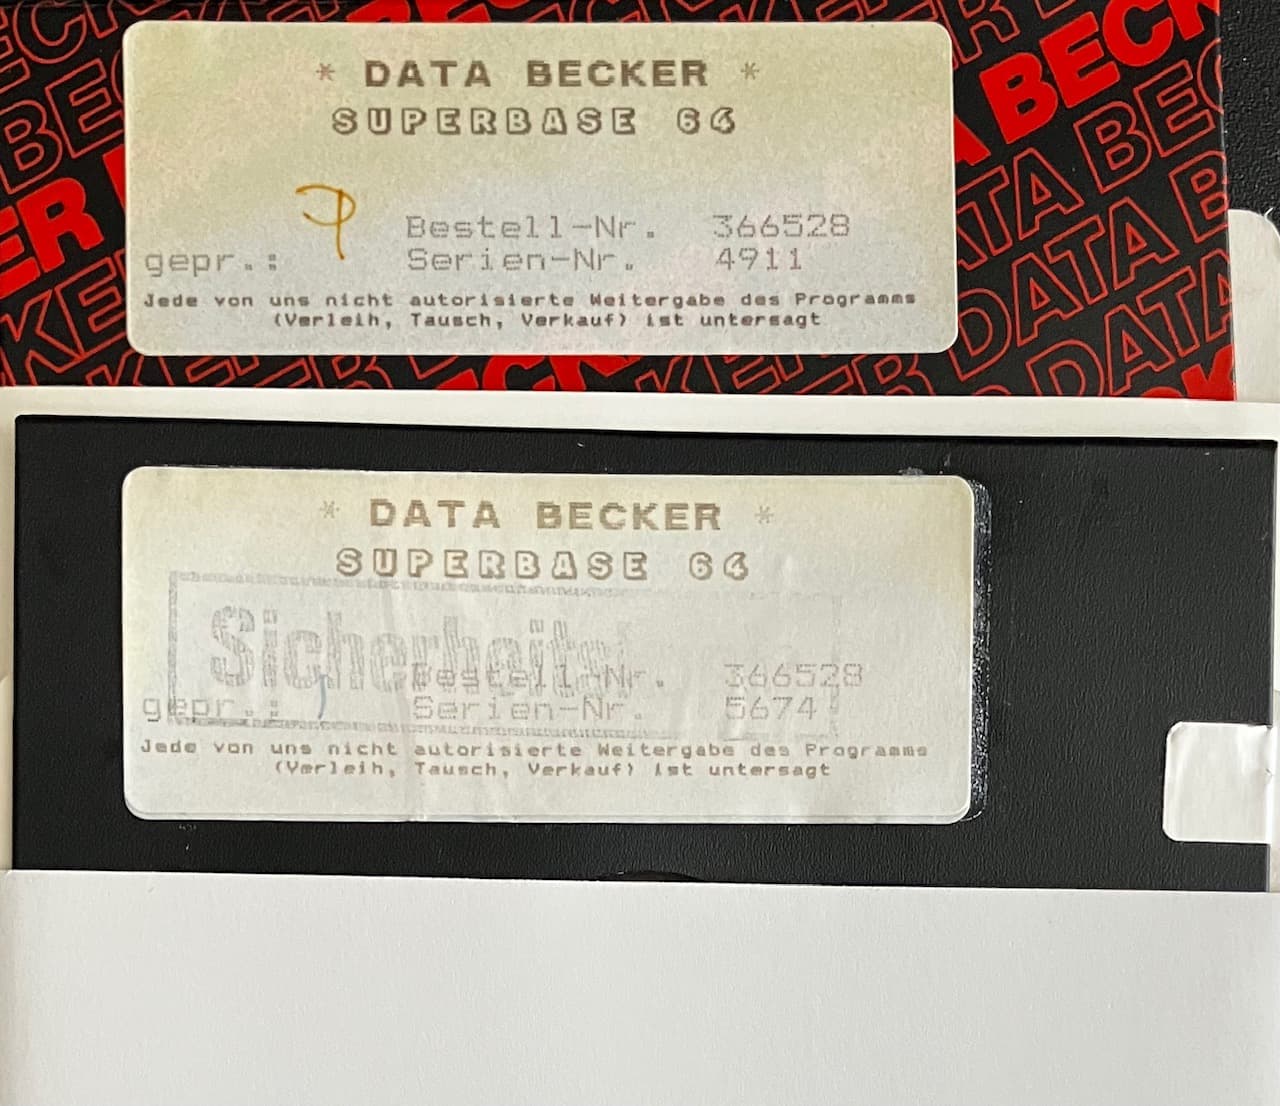 * DATA BECKER *
SUPERBASE 64
Bestell-Nr. 366528
gepr.: Serien-Nr. 4911
Jede von uns nicht autorisierte Weitergabe des Programms
(Verleih, Tausch, Verkauf) ist untersagt
DATA BECKER
* DATA BECKER *
SUPERBASE 64
Sicherheits
Bestell-Nr. 366528
gepr.: Serien-Nr. 5674
Jede von uns nicht autorisierte Weitergabe des Programms
(Verleih, Tausch, Verkauf) ist untersagt